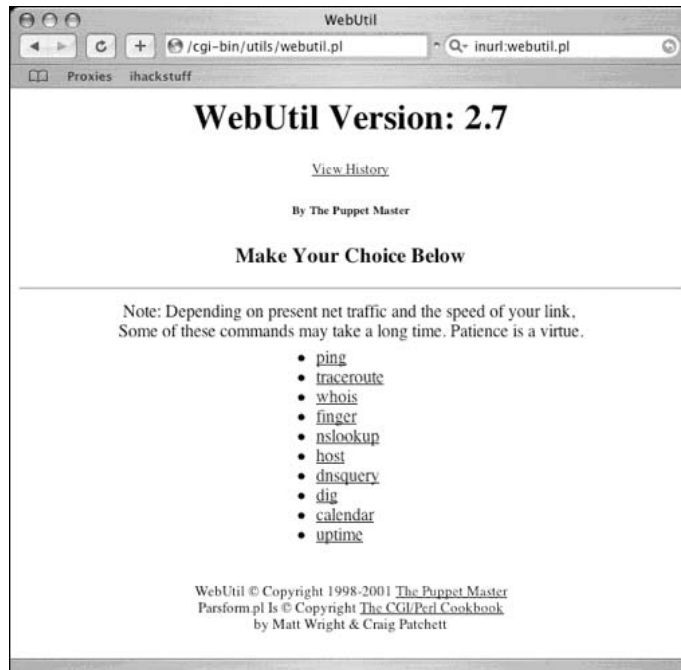 WebUtil
/cgi-bin/utils/webutil.pl
inurl:webutil.pl
Proxies ihackstuff
WebUtil Version: 2.7
View History
By The Puppet Master
Make Your Choice Below
Note: Depending on present net traffic and the speed of your link,
Some of these commands may take a long time. Patience is a virtue.
• ping
• traceroute
• whois
• finger
• nslookup
• host
• dnsquery
• dig
• calendar
• uptime
WebUtil © Copyright 1998-2001 The Puppet Master
Parsform.pl Is © Copyright The CGI/Perl Cookbook
by Matt Wright & Craig Patchett